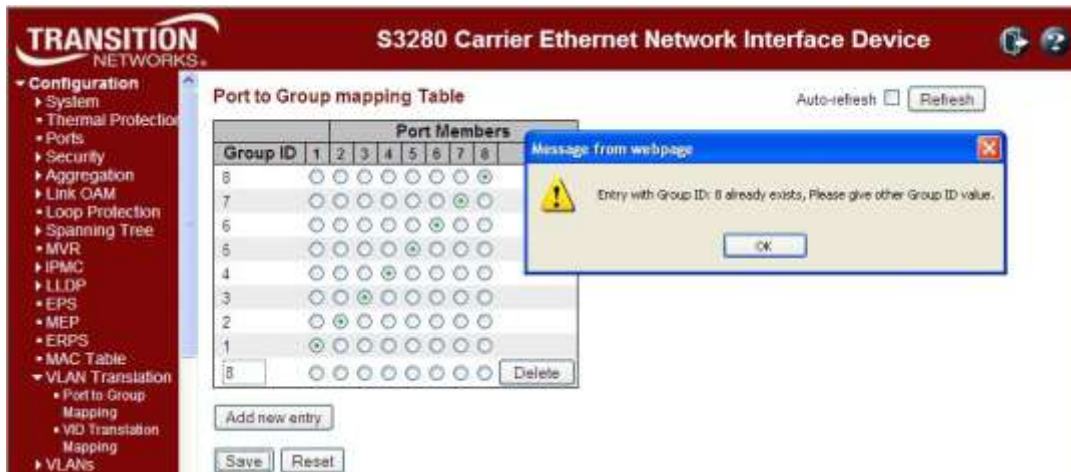 TRANSITION
NETWORKS®
S3280 Carrier Ethernet Network Interface Device
Configuration
System
Thermal Protection
Ports
Security
Aggregation
Link OAM
Loop Protection
Spanning Tree
MVR
IPMC
LLDP
EPS
MEP
ERPS
MAC Table
VLAN Translation
Port to Group
Mapping
VID Translation
Mapping
VLANs
Port to Group mapping Table
Auto-refresh Refresh
Port Members
Group ID 1 2 3 4 5 6 7 8
8
7
6
5
4
3
2
1
8 Delete
Add new entry
Save Reset
Message from webpage
Entry with Group ID: 8 already exists, Please give other Group ID value.
OK